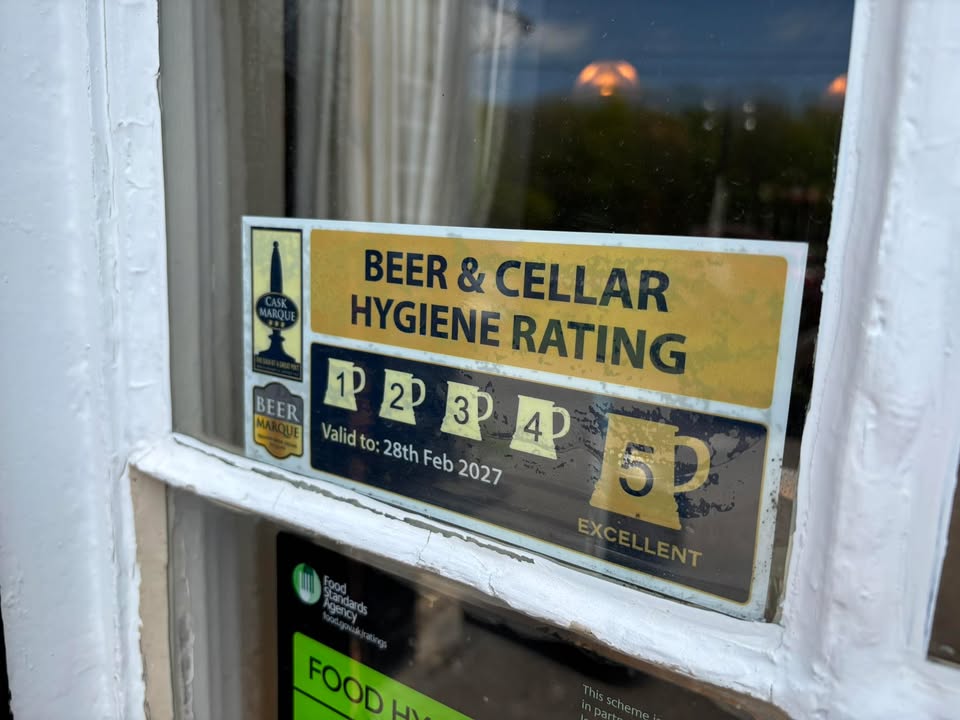 BEER & CELLAR
HYGIENE RATING
CASK
MARQUE
BEER
MARQUE
1 2 3 4 5
Valid to: 28th Feb 2027
EXCELLENT
Food
Standards
Agency
food.gov.uk/ratings
FOOD HY
This scheme is
in part